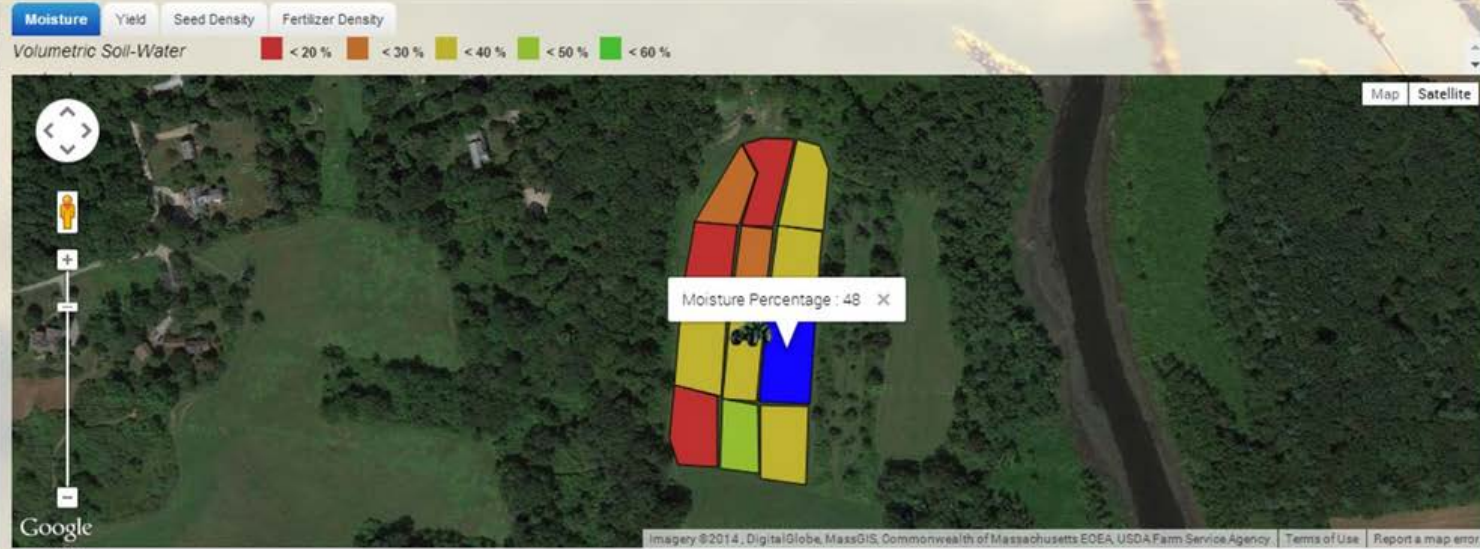 Moisture Yield Seed Density Fertilizer Density
Volumetric Soil-Water < 20 % < 30 % < 40 % < 50 % < 60 %
Map Satellite
Moisture Percentage : 48 ×
Google
Imagery ©2014 , DigitalGlobe, MassGIS, Commonwealth of Massachusetts EOEA, USDA Farm Service Agency Terms of Use Report a map error